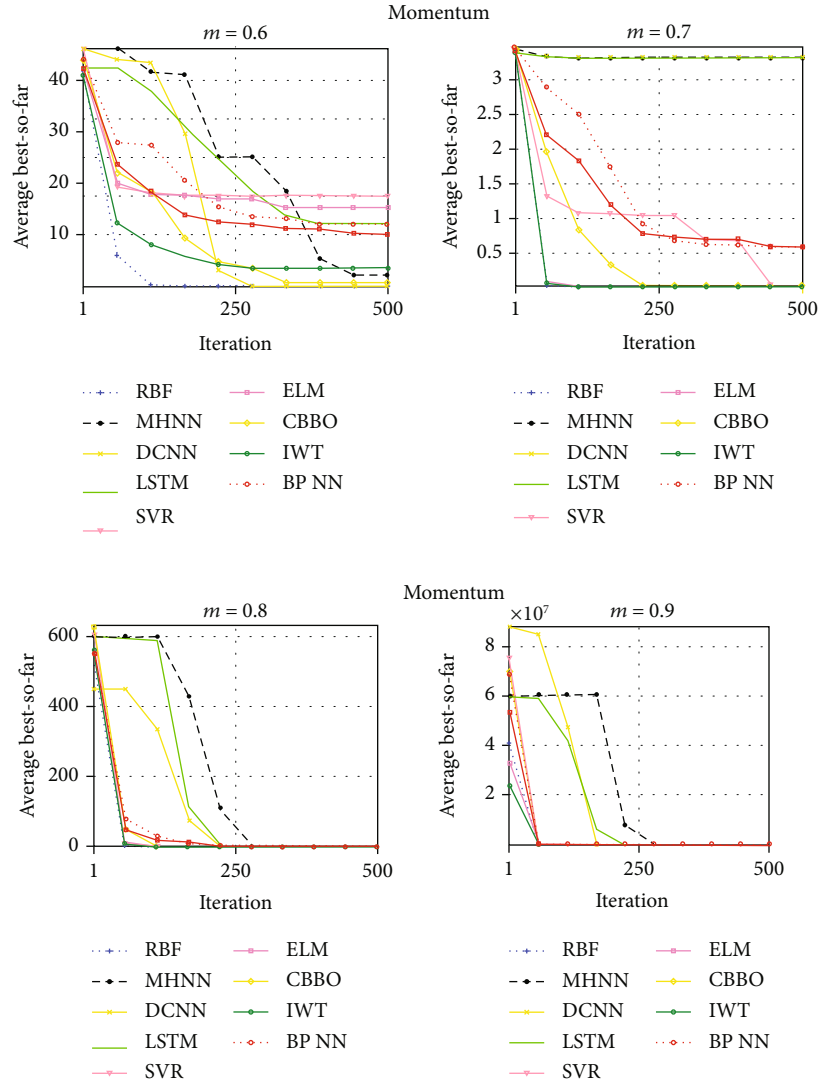 Momentum
m = 0.6
m = 0.7
Average best-so-far
40
30
20
10
1
250
500
Iteration
Average best-so-far
3
2.5
2
1.5
1
0.5
1
250
500
Iteration
RBF
MHNN
DCNN
LSTM
SVR
ELM
CBBO
IWT
BP NN
RBF
MHNN
DCNN
LSTM
SVR
ELM
CBBO
IWT
BP NN
Momentum
m = 0.8
×10⁷
m = 0.9
Average best-so-far
600
400
200
0
1
250
500
Iteration
Average best-so-far
8
6
4
2
1
250
500
Iteration
RBF
MHNN
DCNN
LSTM
SVR
ELM
CBBO
IWT
BP NN
RBF
MHNN
DCNN
LSTM
SVR
ELM
CBBO
IWT
BP NN